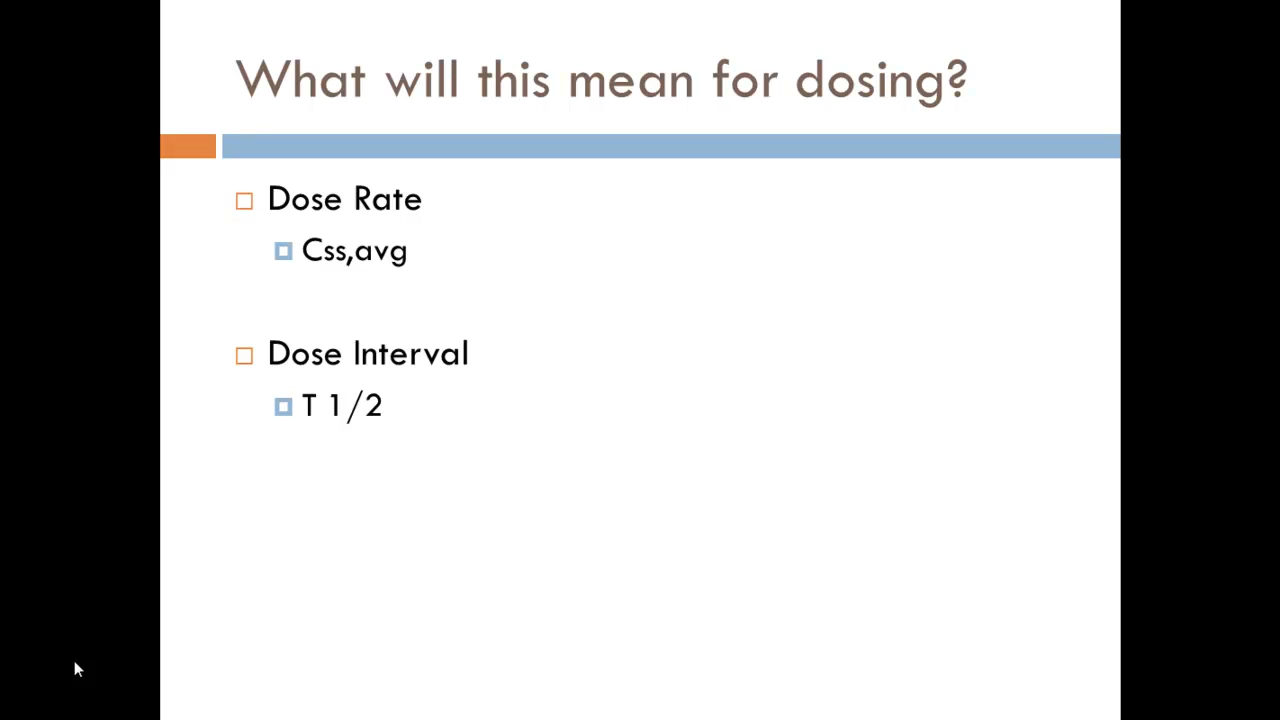 What will this mean for dosing?
Dose Rate
Css,avg
Dose Interval
T 1/2